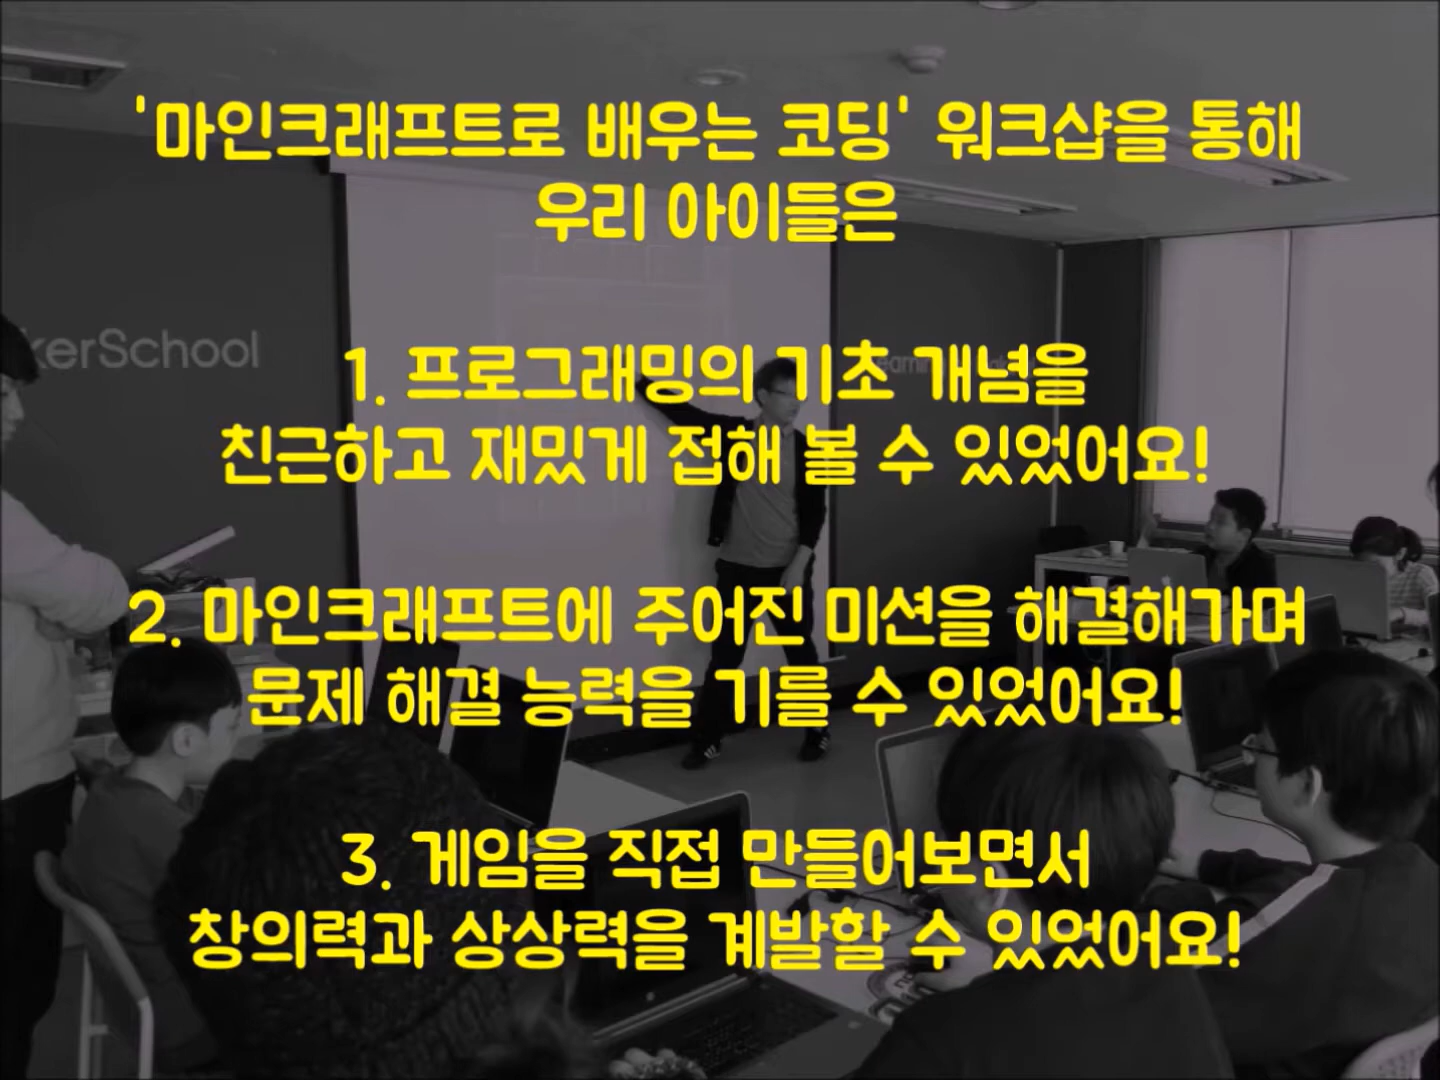 '마인크래프트로 배우는 코딩' 워크샵을 통해
우리 아이들은
kerSchool
1. 프로그래밍의 기초 개념을
친근하고 재밌게 접해 볼 수 있었어요!
2. 마인크래프트에 주어진 미션을 해결해가며
문제 해결 능력을 기를 수 있었어요!
3. 게임을 직접 만들어보면서
창의력과 상상력을 계발할 수 있었어요!